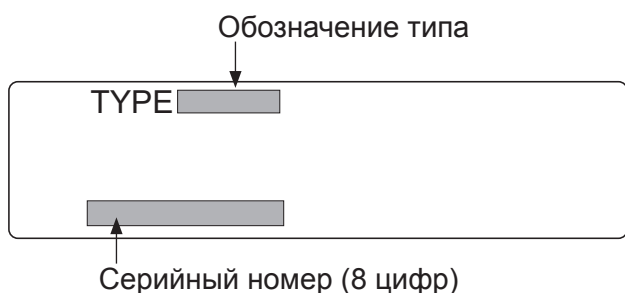 Обозначение типа
TYPE
Серийный номер (8 цифр)